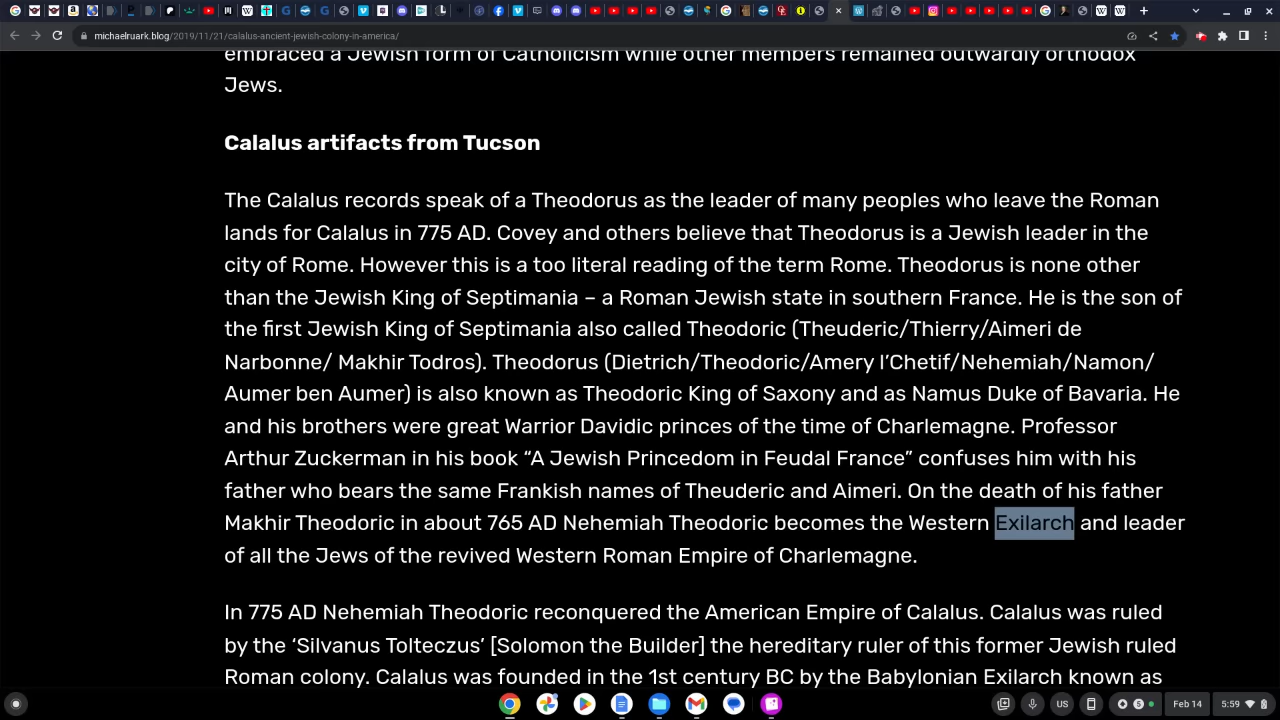 michaelruark.blog/2019/11/21/calalus-ancient-jewish-colony-in-america/
embraced a Jewish form of Catholicism while other members remained outwardly orthodox
Jews.
Calalus artifacts from Tucson
The Calalus records speak of a Theodorus as the leader of many peoples who leave the Roman
lands for Calalus in 775 AD. Covey and others believe that Theodorus is a Jewish leader in the
city of Rome. However this is a too literal reading of the term Rome. Theodorus is none other
than the Jewish King of Septimania – a Roman Jewish state in southern France. He is the son of
the first Jewish King of Septimania also called Theodoric (Theuderic/Thierry/Aimeri de
Narbonne/ Makhir Todros). Theodorus (Dietrich/Theodoric/Amery l’Chetif/Nehemiah/Namon/
Aumer ben Aumer) is also known as Theodoric King of Saxony and as Namus Duke of Bavaria. He
and his brothers were great Warrior Davidic princes of the time of Charlemagne. Professor
Arthur Zuckerman in his book “A Jewish Princedom in Feudal France” confuses him with his
father who bears the same Frankish names of Theuderic and Aimeri. On the death of his father
Makhir Theodoric in about 765 AD Nehemiah Theodoric becomes the Western Exilarch and leader
of all the Jews of the revived Western Roman Empire of Charlemagne.
In 775 AD Nehemiah Theodoric reconquered the American Empire of Calalus. Calalus was ruled
by the ‘Silvanus Tolteczus’ [Solomon the Builder] the hereditary ruler of this former Jewish ruled
Roman colony. Calalus was founded in the 1st century BC by the Babylonian Exilarch known as
US
5
Feb 14
5:59